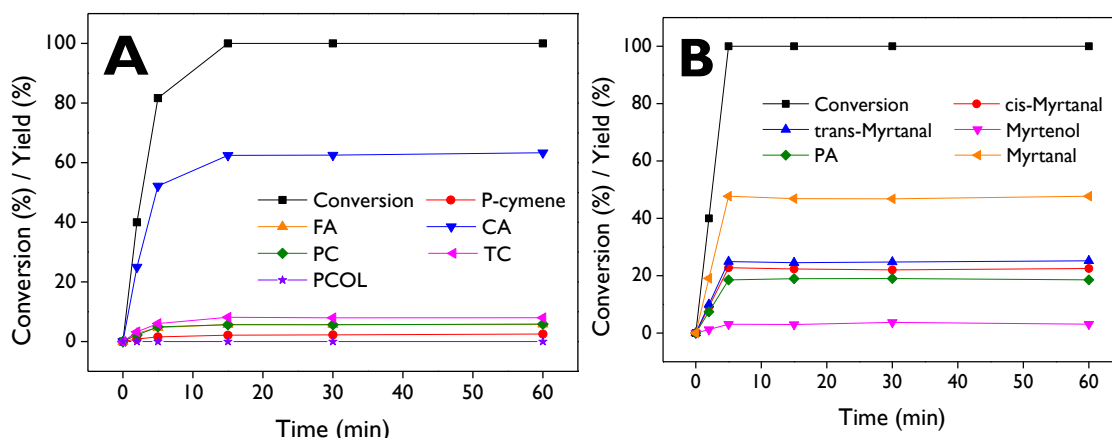 A
Conversion (%) / Yield (%)
100
80
60
40
20
0
Conversion P-cymene
FA CA
PC TC
PCOL
0 10 20 30 40 50 60
Time (min)
B
Conversion (%) / Yield (%)
100
80
60
40
20
0
Conversion cis-Myrtanal
trans-Myrtanal Myrtenol
PA Myrtanal
0 10 20 30 40 50 60
Time (min)